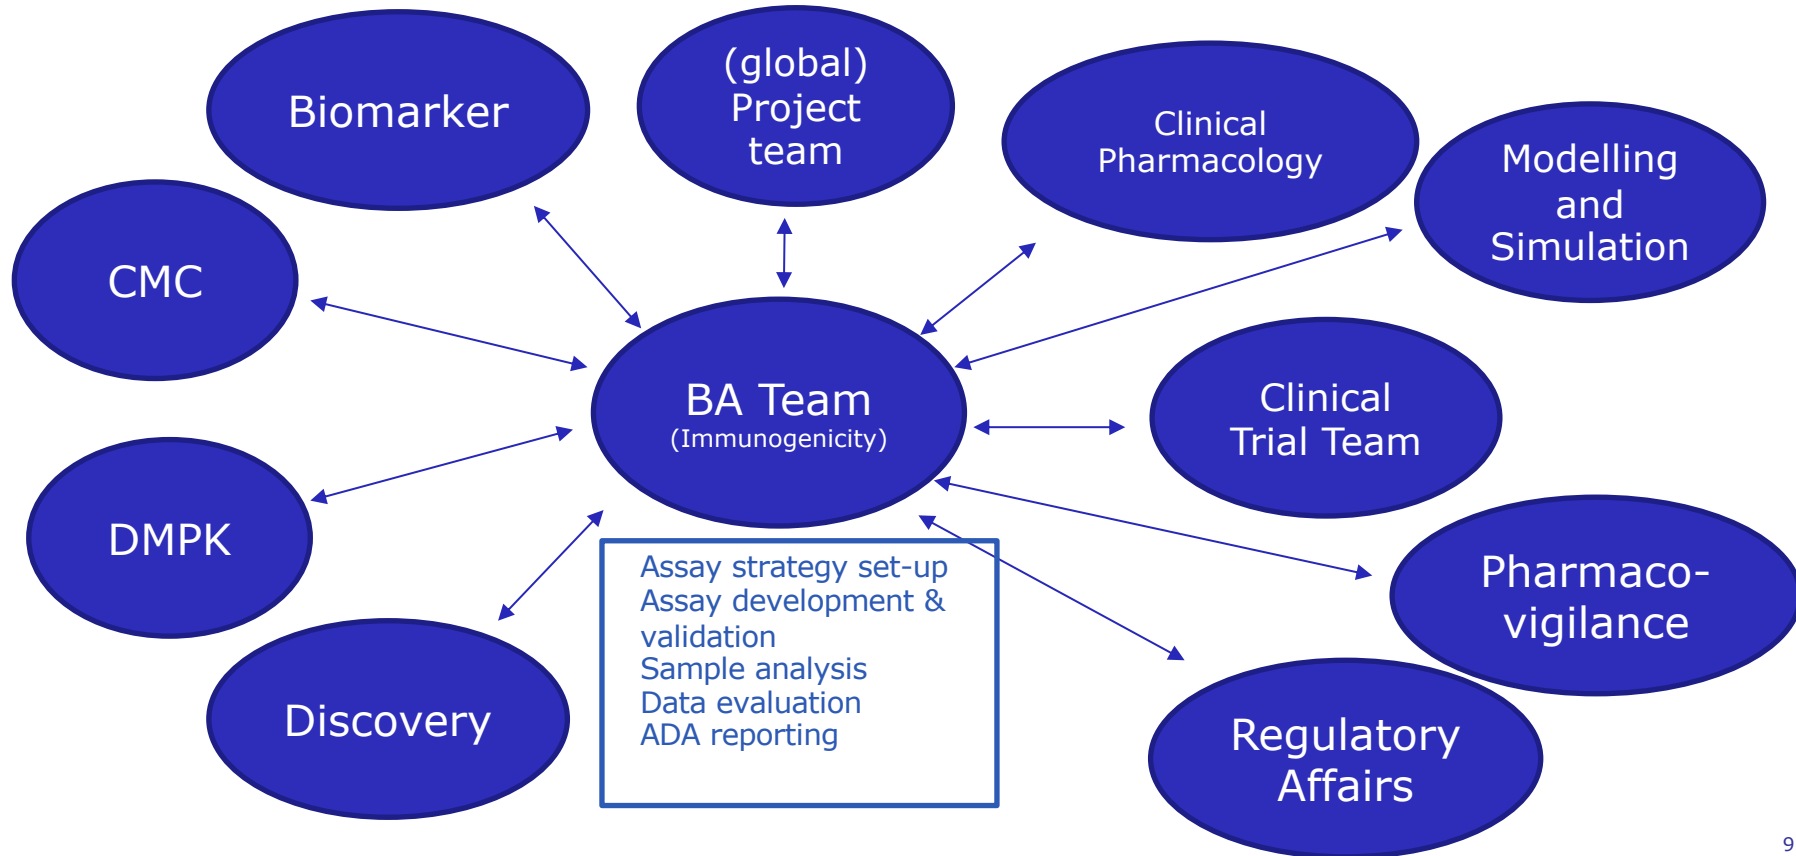 Biomarker
(global)
Project
team
Clinical
Pharmacology
Modelling
and
Simulation
CMC
BA Team
(Immunogenicity)
Clinical
Trial Team
DMPK
Assay strategy set-up
Assay development &
validation
Sample analysis
Data evaluation
ADA reporting
Pharmaco-
vigilance
Discovery
Regulatory
Affairs
9